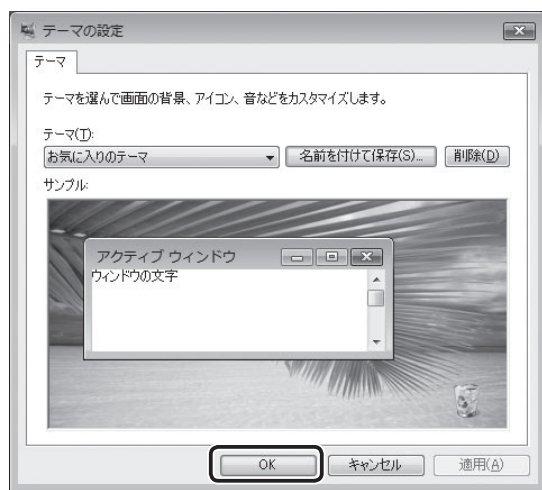 テーマの設定
テーマ
テーマを選んで画面の背景、アイコン、音などをカスタマイズします。
テーマ(T):
お気に入りのテーマ 名前を付けて保存(S)... 削除(D)
サンプル:
アクティブ ウィンドウ
ウィンドウの文字
OK キャンセル 適用(A)